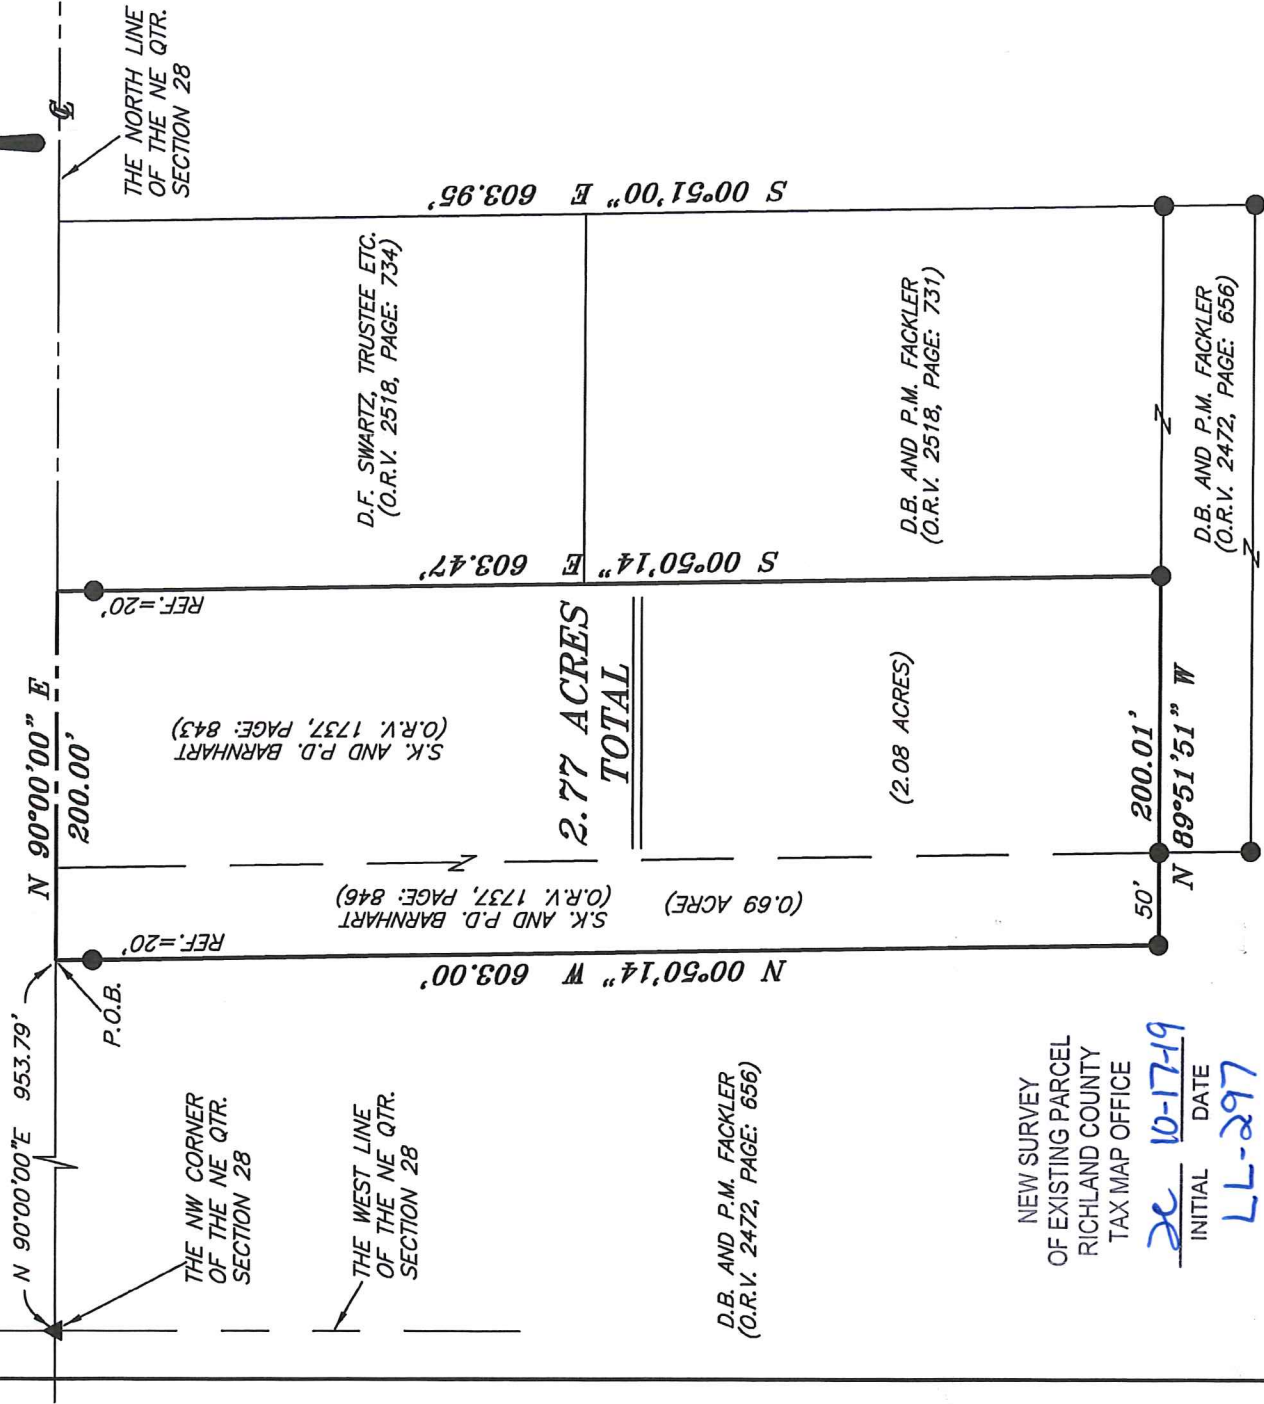 THE NORTH LINE
OF THE NE QTR.
SECTION 28
℄
N 90°00'00"E 953.79'
N 90°00'00" E
200.00'
P.O.B.
REF.=20'
REF.=20'
THE NW CORNER
OF THE NE QTR.
SECTION 28
THE WEST LINE
OF THE NE QTR.
SECTION 28
N 00°50'14" W 603.00'
S.K. AND P.D. BARNHART
(O.R.V. 1737, PAGE: 846)
(0.69 ACRE)
S.K. AND P.D. BARNHART
(O.R.V. 1737, PAGE: 843)
2.77 ACRES
TOTAL
(2.08 ACRES)
S 00°50'14" E 603.47'
D.F. SWARTZ, TRUSTEE ETC.
(O.R.V. 2518, PAGE: 734)
D.B. AND P.M. FACKLER
(O.R.V. 2518, PAGE: 731)
S 00°51'00" E 603.95'
D.B. AND P.M. FACKLER
(O.R.V. 2472, PAGE: 656)
50'
200.01'
N 89°51'51" W
D.B. AND P.M. FACKLER
(O.R.V. 2472, PAGE: 656)
NEW SURVEY
OF EXISTING PARCEL
RICHLAND COUNTY
TAX MAP OFFICE
10-17-19
INITIAL DATE
LL-297